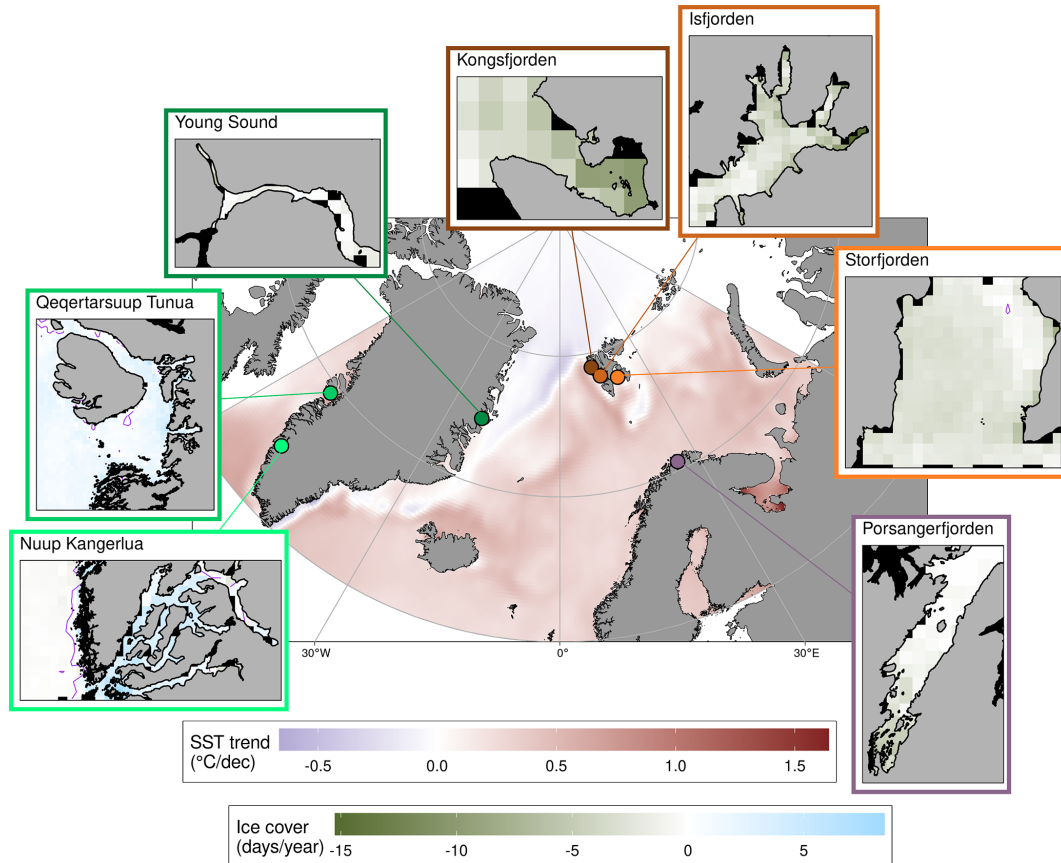 Isfjorden
Kongsfjorden
Young Sound
Storfjorden
Qeqertarsuup Tunua
Porsangerfjorden
Nuup Kangerlua
30°W
0°
30°E
SST trend
(°C/dec)
-0.5
0.0
0.5
1.0
1.5
Ice cover
(days/year)
-15
-10
-5
0
5